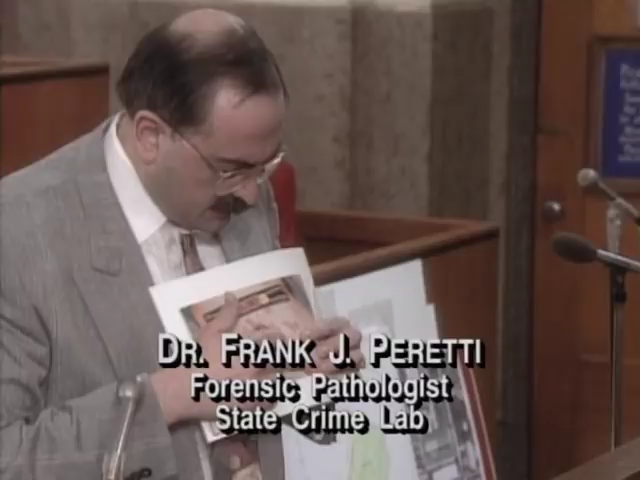 Dr. Frank J. Peretti
Forensic Pathologist
State Crime Lab